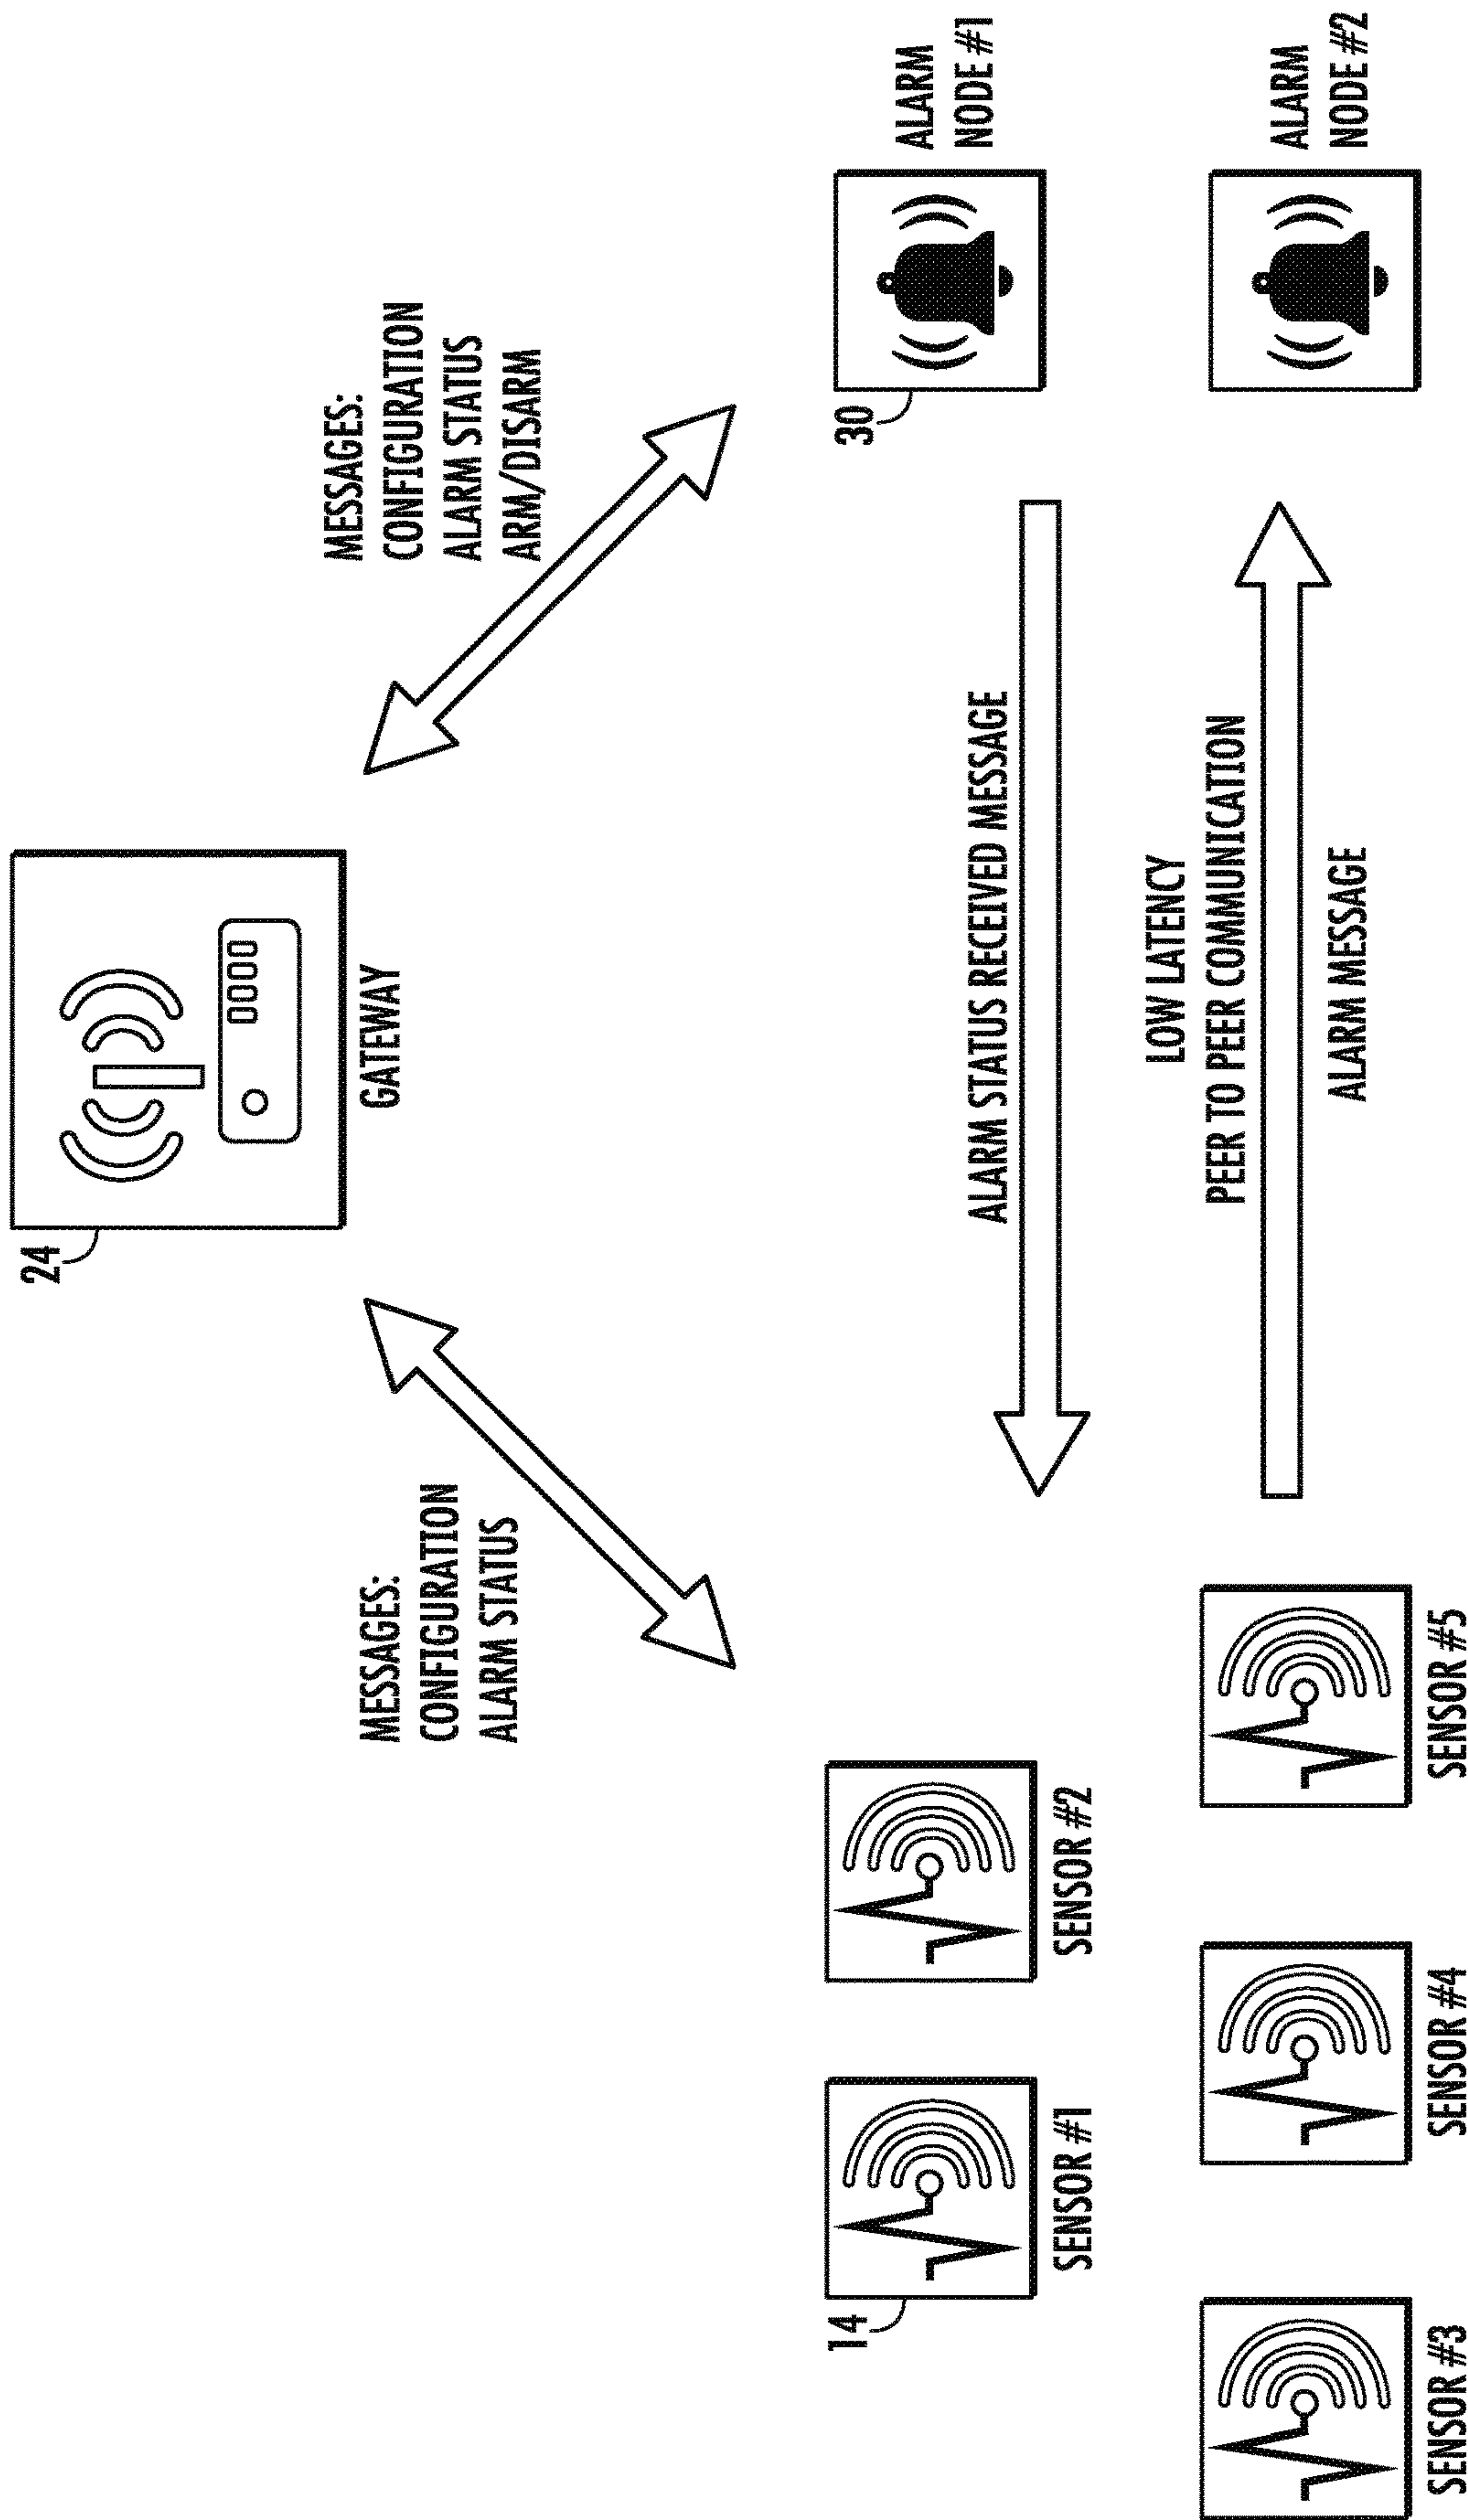 24
GATEWAY
MESSAGES:
CONFIGURATION
ALARM STATUS
MESSAGES:
CONFIGURATION
ALARM STATUS
ARM/DISARM
14
SENSOR #1
SENSOR #2
SENSOR #3
SENSOR #4
SENSOR #5
ALARM STATUS RECEIVED MESSAGE
LOW LATENCY
PEER TO PEER COMMUNICATION
ALARM MESSAGE
30
ALARM
NODE #1
ALARM
NODE #2